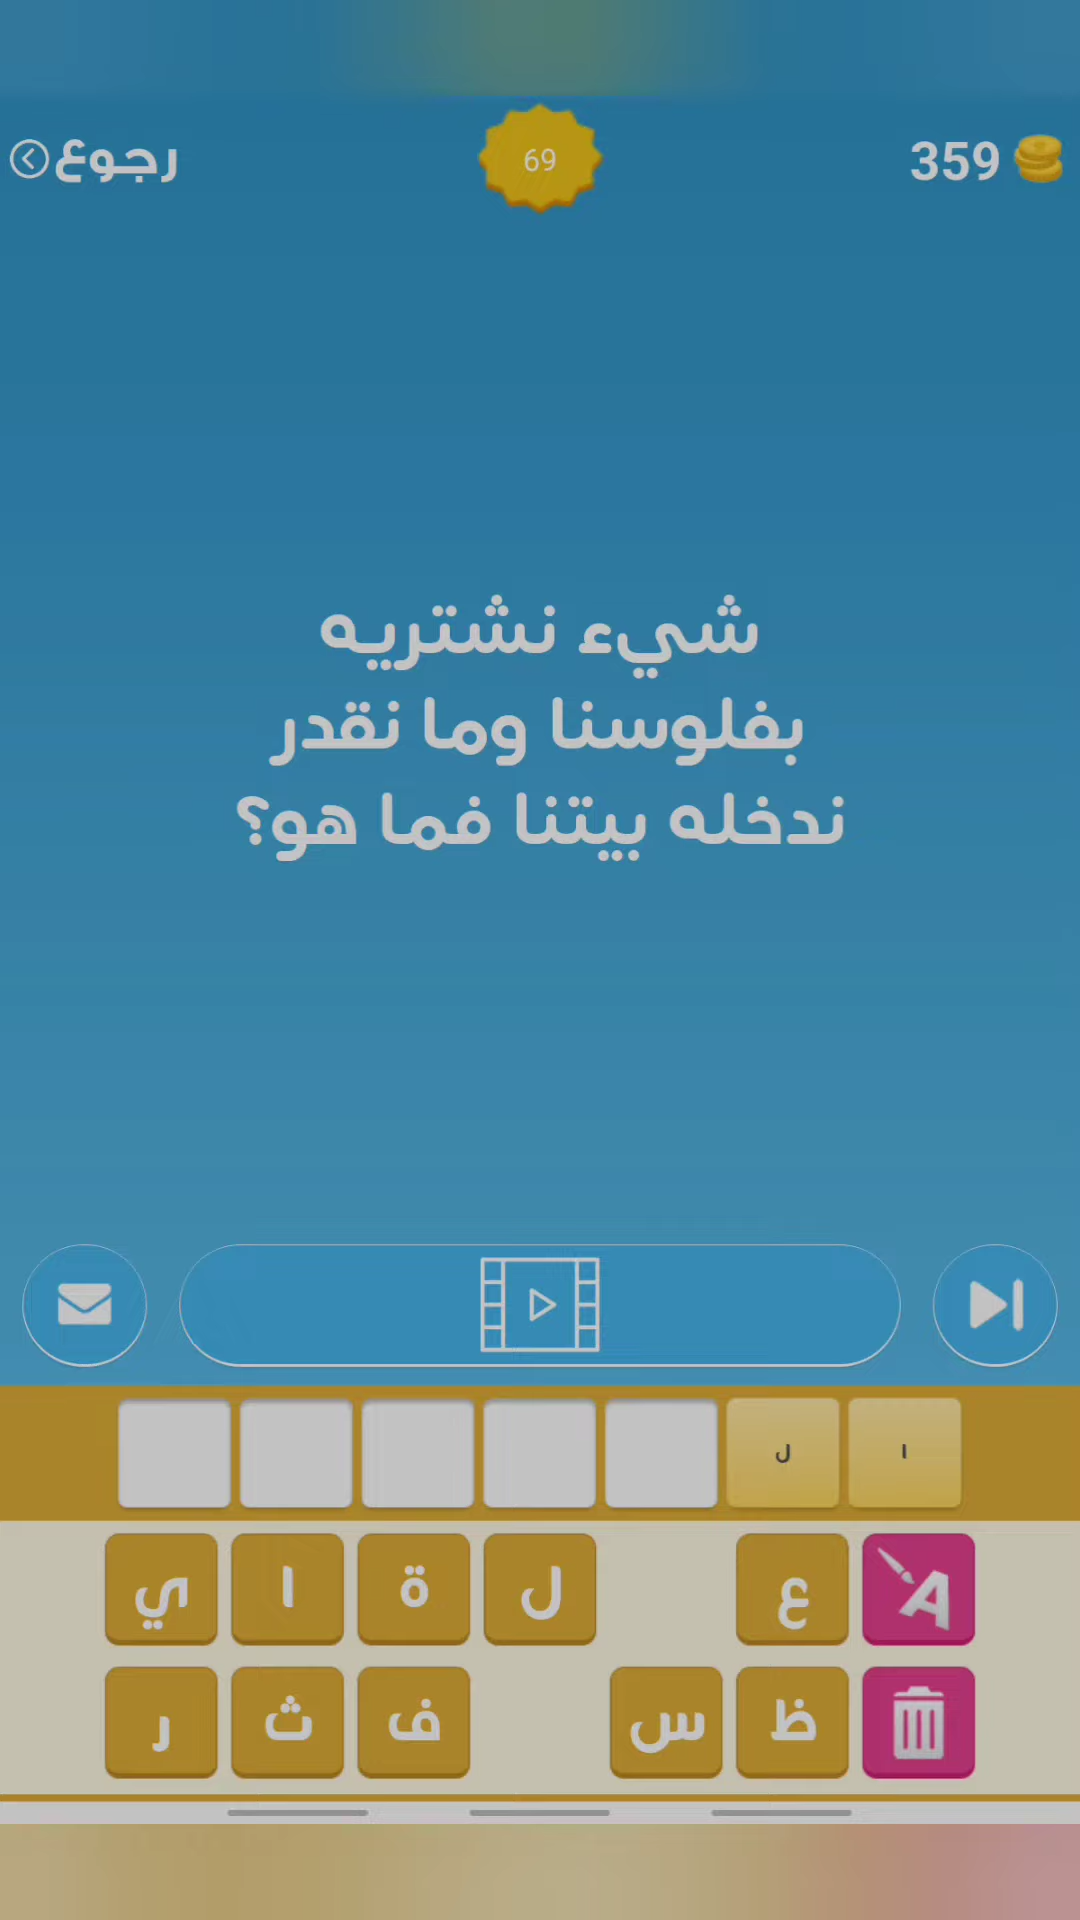 رجوع
69
359
شيء نشتريه
بفلوسنا وما نقدر
ندخله بيتنا فما هو؟
ا ل
A ع ل ة ا ي
ظ س ف ث ر